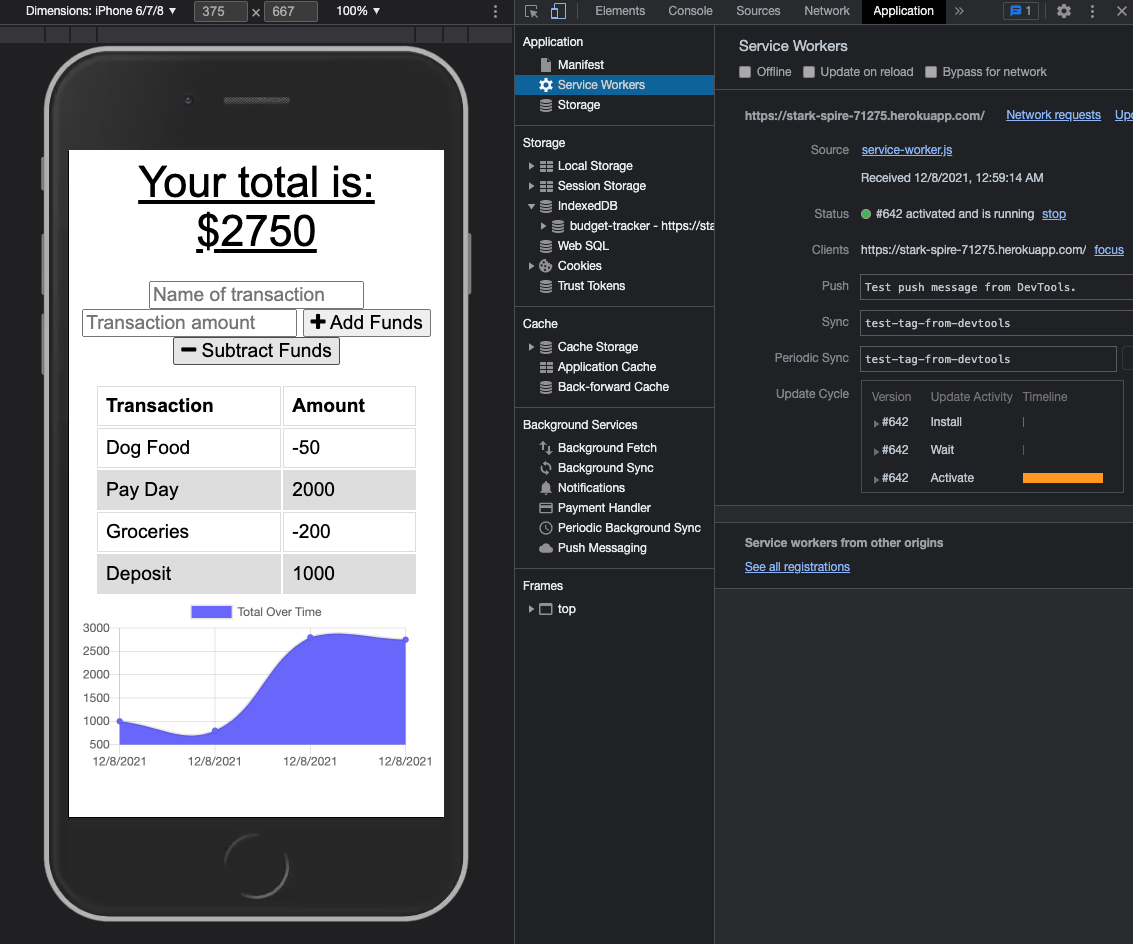 Dimensions: iPhone 6/7/8 ▼ 375 × 667 100% ▼
Elements Console Sources Network Application » 1
Your total is:
$2750
Name of transaction
Transaction amount
Add Funds
Subtract Funds
Transaction Amount
Dog Food -50
Pay Day 2000
Groceries -200
Deposit 1000
Total Over Time
3000
2500
2000
1500
1000
500
12/8/2021 12/8/2021 12/8/2021 12/8/2021
Application
Manifest
Service Workers
Storage
Storage
Local Storage
Session Storage
IndexedDB
budget-tracker - https://sta
Web SQL
Cookies
Trust Tokens
Cache
Cache Storage
Application Cache
Back-forward Cache
Background Services
Background Fetch
Background Sync
Notifications
Payment Handler
Periodic Background Sync
Push Messaging
Frames
top
Service Workers
Offline Update on reload Bypass for network
https://stark-spire-71275.herokuapp.com/ Network requests Upd
Source service-worker.js
Received 12/8/2021, 12:59:14 AM
Status #642 activated and is running stop
Clients https://stark-spire-71275.herokuapp.com/ focus
Push Test push message from DevTools.
Sync test-tag-from-devtools
Periodic Sync test-tag-from-devtools
Update Cycle
Version Update Activity Timeline
#642 Install
#642 Wait
#642 Activate
Service workers from other origins
See all registrations